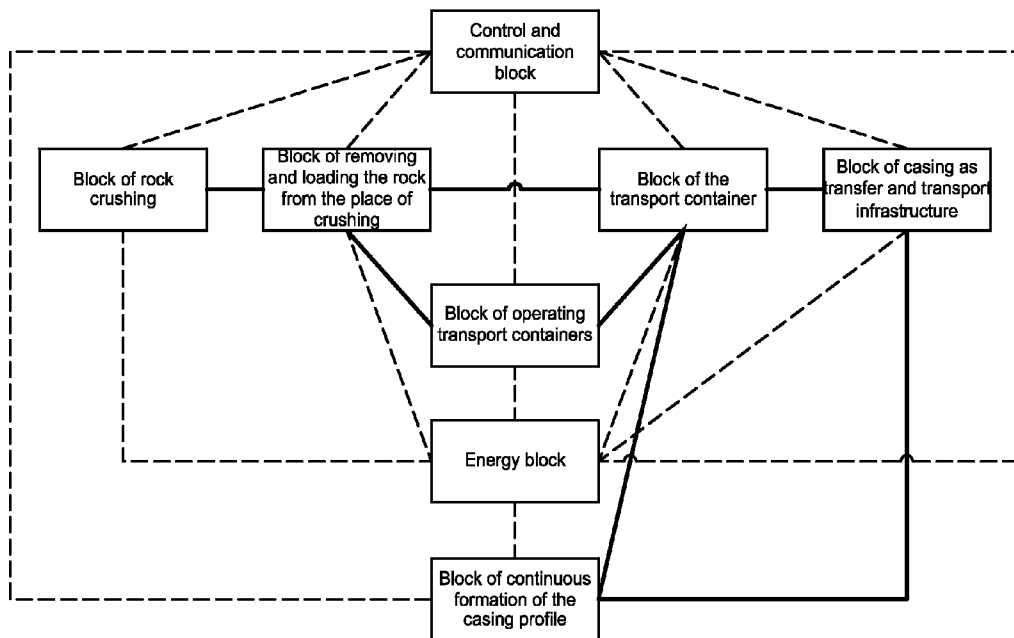 Control and
communication
block
Block of rock
crushing
Block of removing
and loading the rock
from the place of
crushing
Block of the
transport container
Block of casing as
transfer and transport
infrastructure
Block of operating
transport containers
Energy block
Block of continuous
formation of the
casing profile